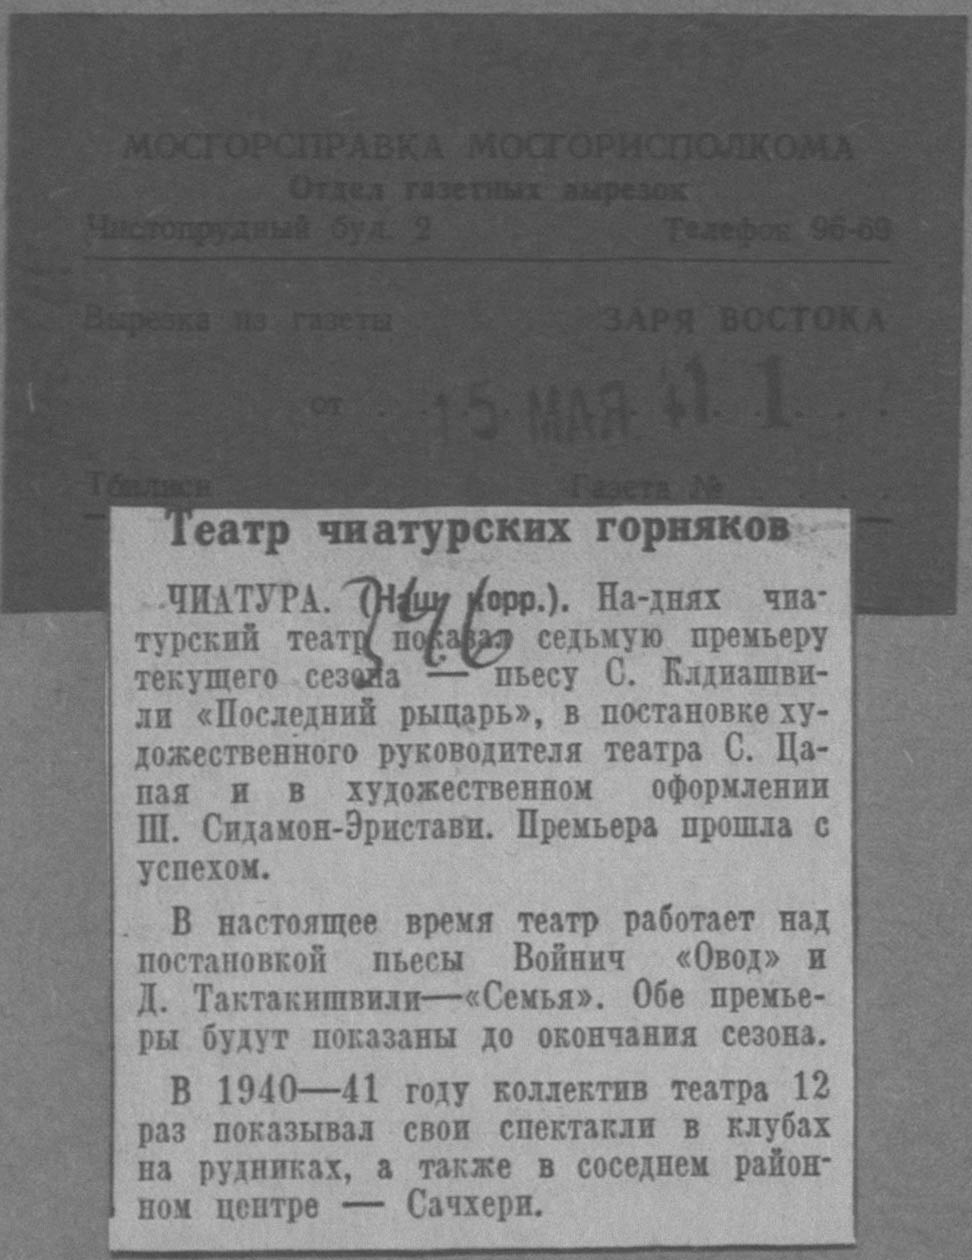 МОСГОРСПРАВКА МОСГОРИСПОЛКОМА
Отдел газетных вырезок
Чистопрудный бул. 2 Телефон 96-69
Вырезка из газеты ЗАРЯ ВОСТОКА
от . . 15 МАЯ 41 1 . .
Тбилиси Газета № . . . .
Театр чиатурских горняков
ЧИАТУРА. (Наш корр.). На-днях чиа-
турский театр показал седьмую премьеру
текущего сезона — пьесу С. Клдиашви-
ли «Последний рыцарь», в постановке ху-
дожественного руководителя театра С. Ца-
пая и в художественном оформлении
Ш. Сидамон-Эристави. Премьера прошла с
успехом.
В настоящее время театр работает над
постановкой пьесы Войнич «Овод» и
Д. Тактакишвили—«Семья». Обе премье-
ры будут показаны до окончания сезона.
В 1940—41 году коллектив театра 12
раз показывал свои спектакли в клубах
на рудниках, а также в соседнем район-
ном центре — Сачхери.